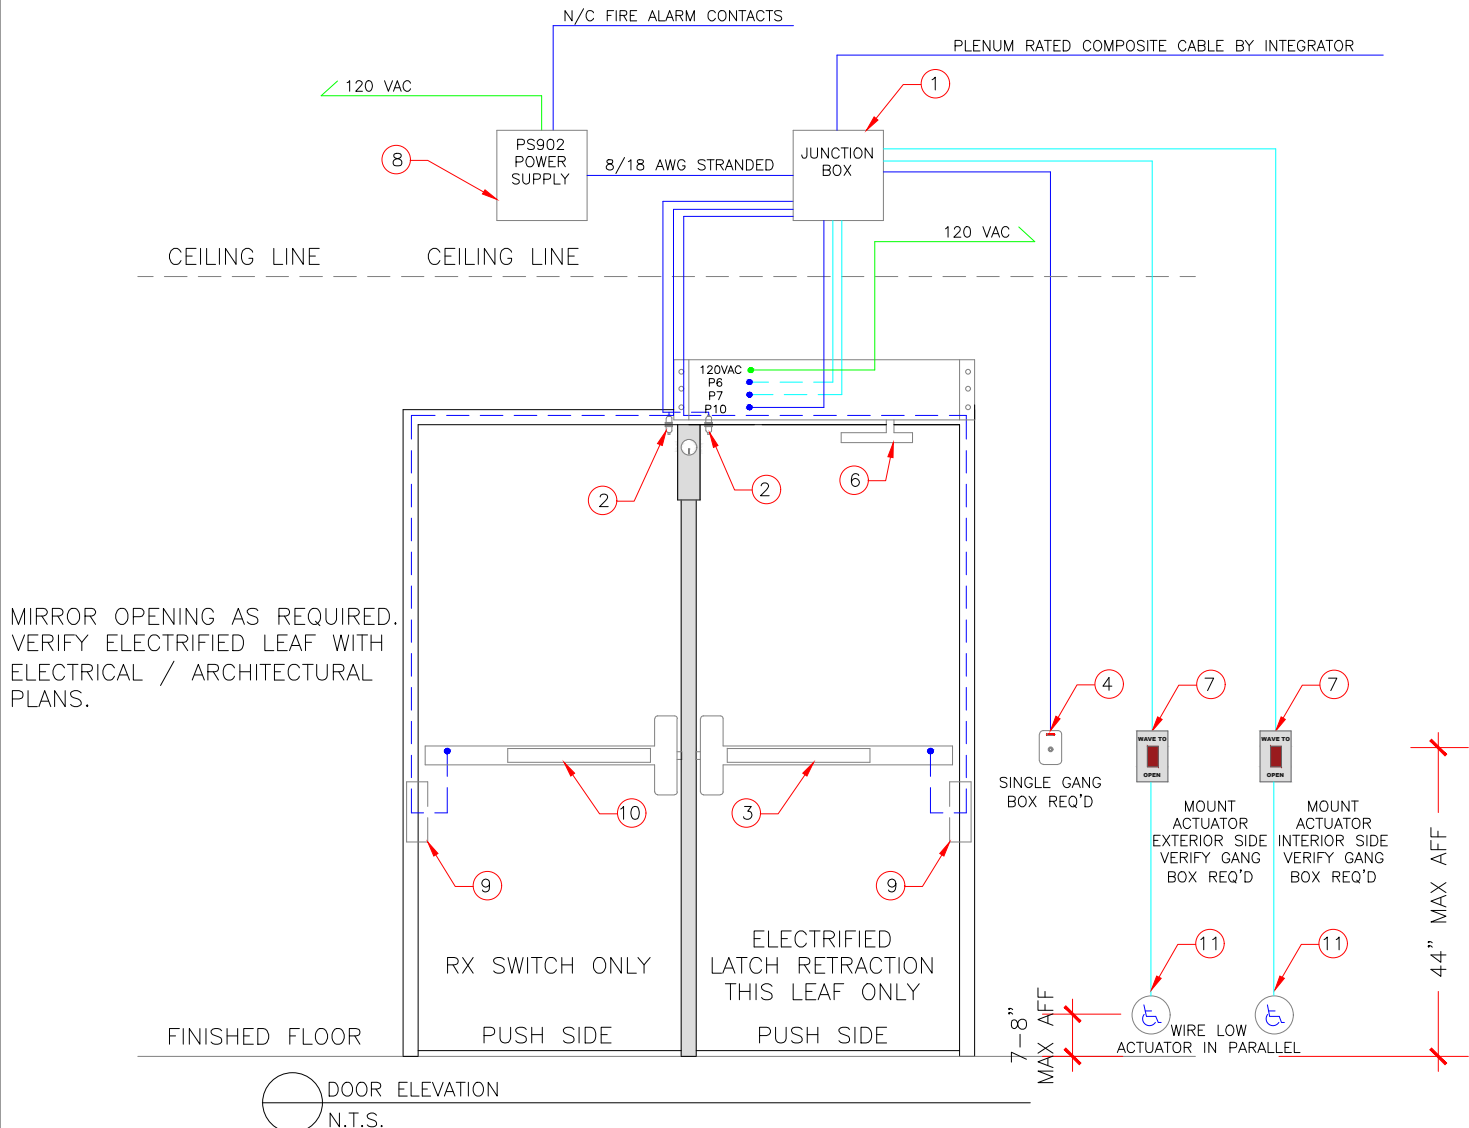 N/C FIRE ALARM CONTACTS
PLENUM RATED COMPOSITE CABLE BY INTEGRATOR
120 VAC
1
PS902
POWER
SUPPLY
8
8/18 AWG STRANDED
JUNCTION
BOX
120 VAC
CEILING LINE
CEILING LINE
120VAC
P6
P7
P10
2
2
6
MIRROR OPENING AS REQUIRED.
VERIFY ELECTRIFIED LEAF WITH
ELECTRICAL / ARCHITECTURAL
PLANS.
4
7
7
WAVE TO
OPEN
WAVE TO
OPEN
SINGLE GANG
BOX REQ'D
10
3
MOUNT
ACTUATOR
EXTERIOR SIDE
VERIFY GANG
BOX REQ'D
MOUNT
ACTUATOR
INTERIOR SIDE
VERIFY GANG
BOX REQ'D
44" MAX AFF
9
9
RX SWITCH ONLY
ELECTRIFIED
LATCH RETRACTION
THIS LEAF ONLY
11
11
7-8"
MAX AFF
WIRE LOW
ACTUATOR IN PARALLEL
FINISHED FLOOR
PUSH SIDE
PUSH SIDE
DOOR ELEVATION
N.T.S.